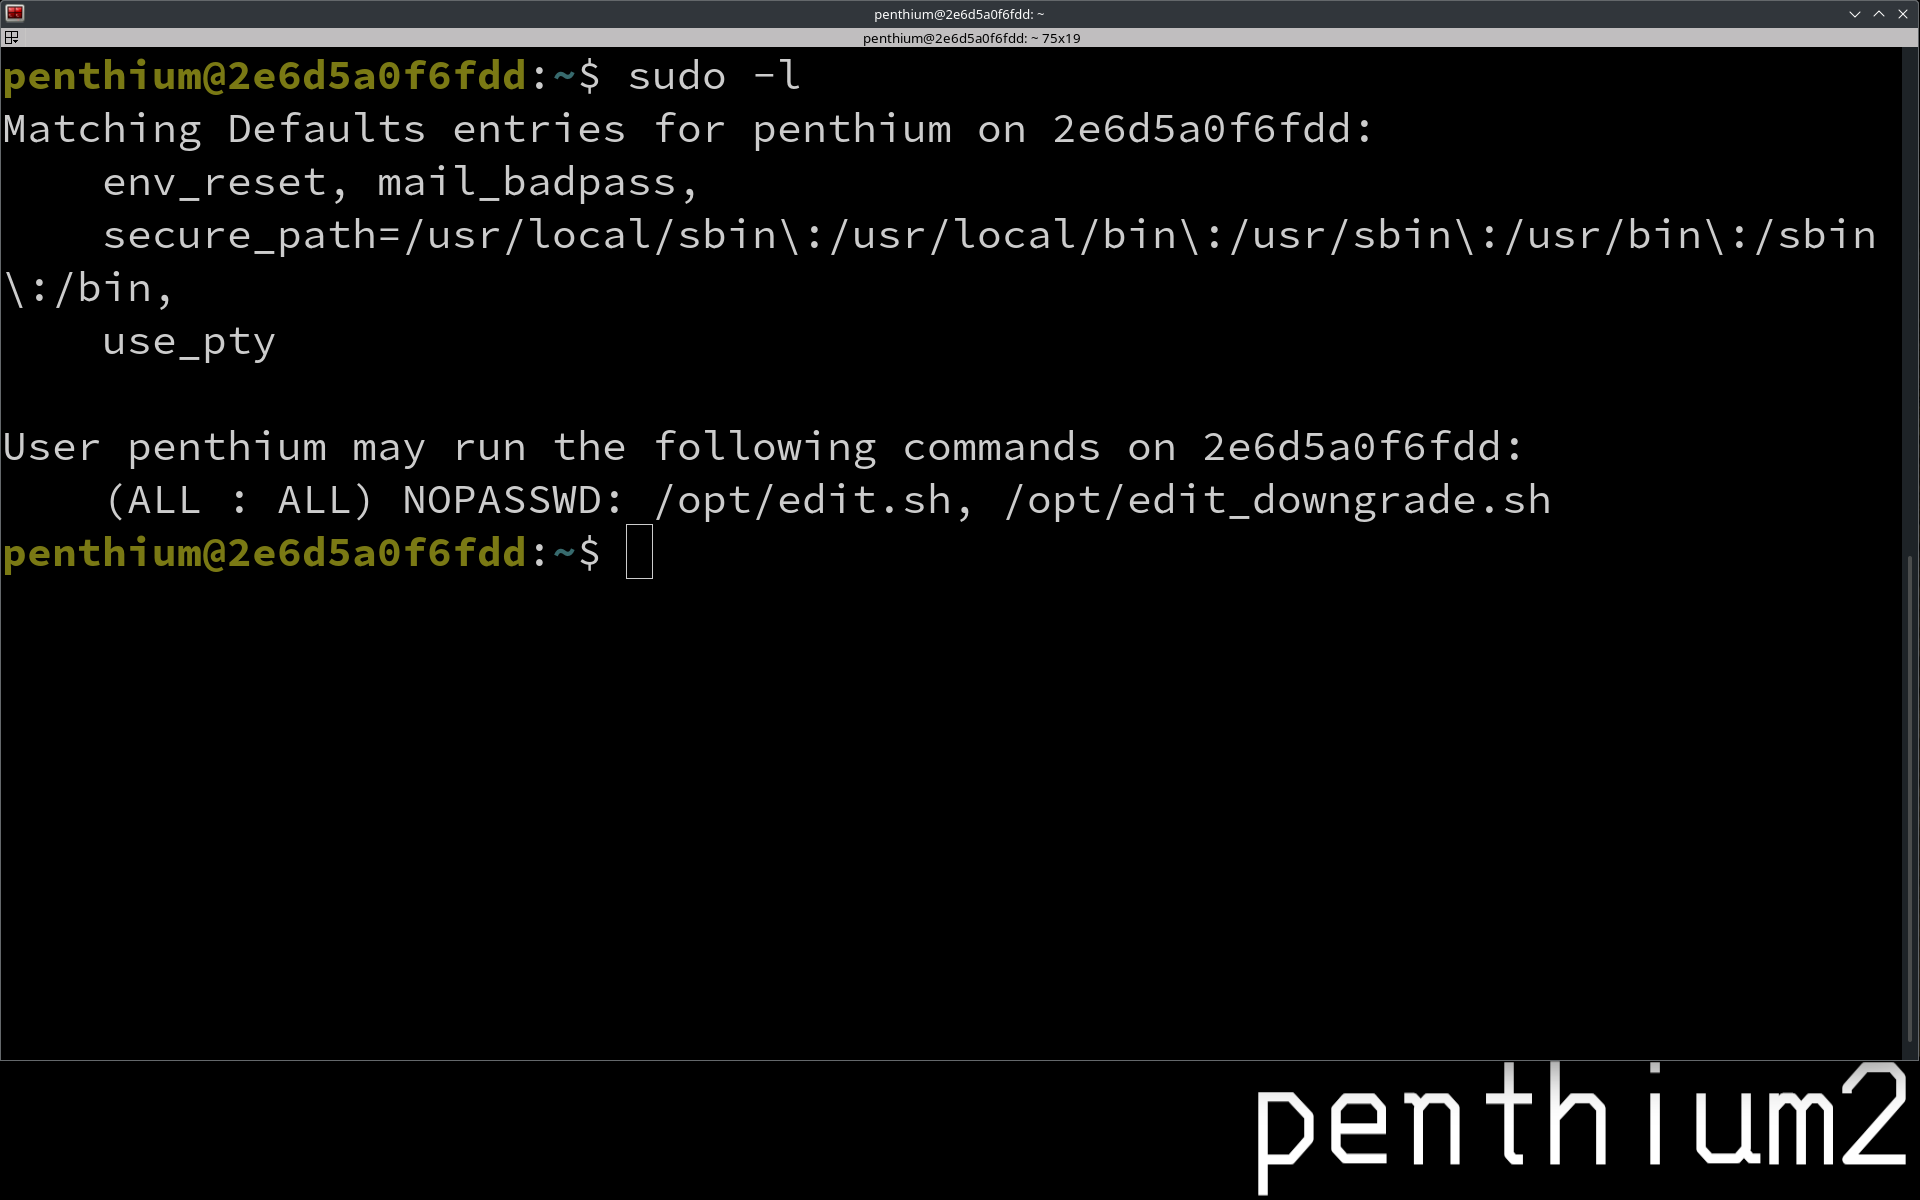 penthium@2e6d5a0f6fdd: ~
penthium@2e6d5a0f6fdd: ~ 75x19
penthium@2e6d5a0f6fdd:~$ sudo -l
Matching Defaults entries for penthium on 2e6d5a0f6fdd:
    env_reset, mail_badpass,
    secure_path=/usr/local/sbin\:/usr/local/bin\:/usr/sbin\:/usr/bin\:/sbin
\:/bin,
    use_pty
User penthium may run the following commands on 2e6d5a0f6fdd:
    (ALL : ALL) NOPASSWD: /opt/edit.sh, /opt/edit_downgrade.sh
penthium@2e6d5a0f6fdd:~$
penthium2